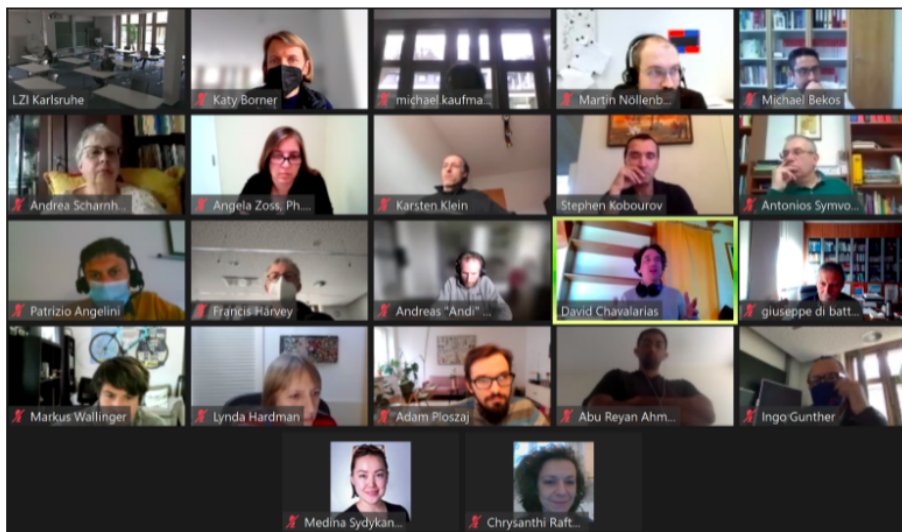 LZI Karlsruhe
Katy Borner
michael.kaufma...
Martin Nöllenb...
Michael Bekos
Andrea Scharnh...
Angela Zoss, Ph....
Karsten Klein
Stephen Kobourov
Antonios Symvo...
Patrizio Angelini
Francis Harvey
Andreas "Andi" ...
David Chavalarias
giuseppe di batt...
Markus Wallinger
Lynda Hardman
Adam Ploszaj
Abu Reyan Ahm...
Ingo Gunther
Medina Sydykan...
Chrysanthi Raft...